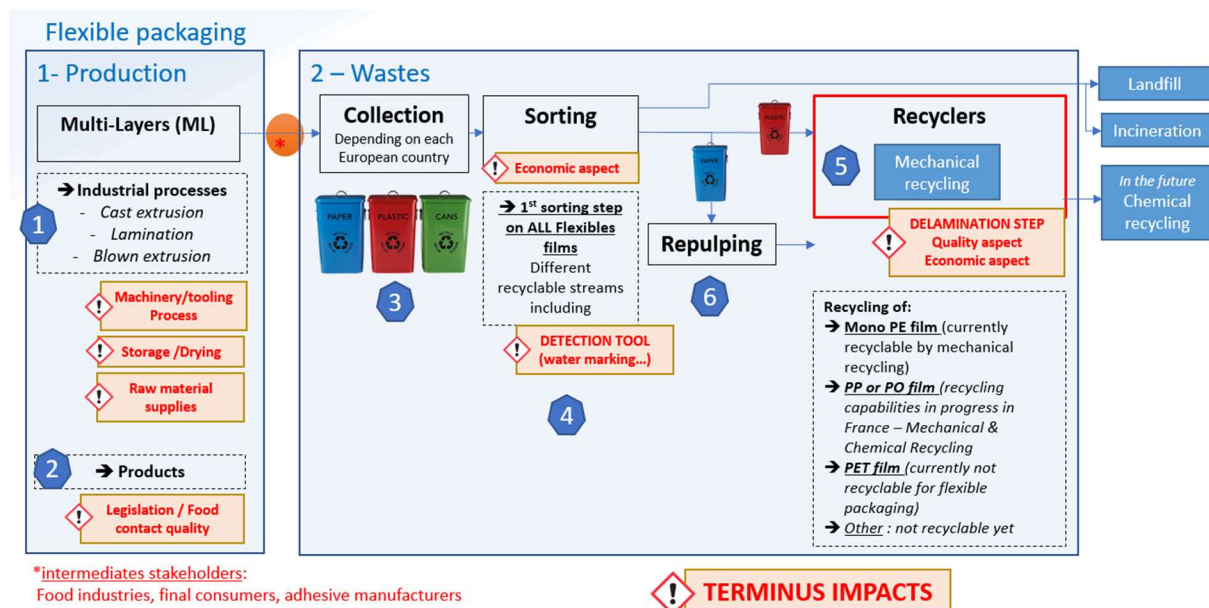 Flexible packaging
1- Production
Multi-Layers (ML)
➔ Industrial processes
- Cast extrusion
- Lamination
- Blown extrusion
1
! Machinery/tooling
Process
! Storage /Drying
! Raw material
supplies
2
➔ Products
! Legislation / Food
contact quality
*
2 – Wastes
Collection
Depending on each
European country
PAPER
PLASTIC
CANS
3
Sorting
! Economic aspect
➔ 1st sorting step
on ALL Flexibles
films
Different
recyclable streams
including
! DETECTION TOOL
(water marking...)
4
PLASTIC
PAPER
Repulping
6
Recyclers
5
Mechanical
recycling
! DELAMINATION STEP
Quality aspect
Economic aspect
Recycling of:
➔ Mono PE film (currently
recyclable by mechanical
recycling)
➔ PP or PO film (recycling
capabilities in progress in
France – Mechanical &
Chemical Recycling
➔ PET film (currently not
recyclable for flexible
packaging)
➔ Other : not recyclable yet
Landfill
Incineration
In the future
Chemical
recycling
*intermediates stakeholders:
Food industries, final consumers, adhesive manufacturers
! TERMINUS IMPACTS